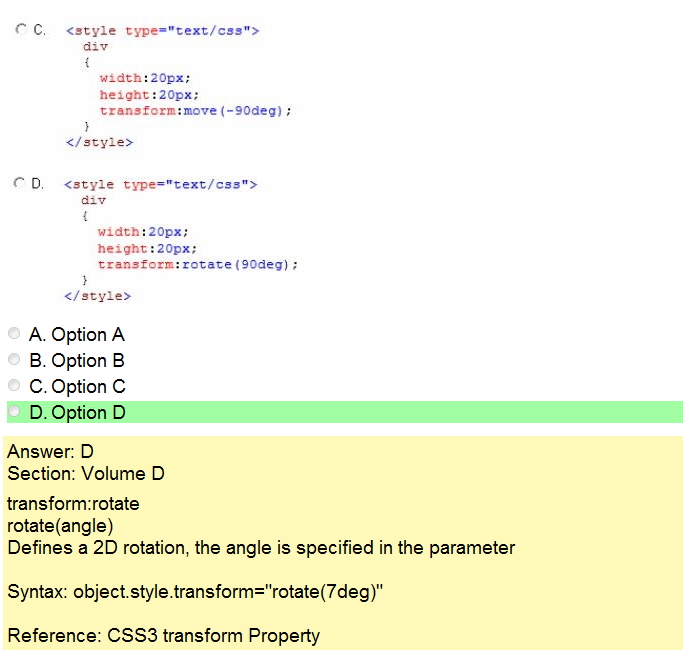 C. <style type="text/css">
div
{
width:20px;
height:20px;
transform:move(-90deg);
}
</style>
D. <style type="text/css">
div
{
width:20px;
height:20px;
transform:rotate(90deg);
}
</style>
A. Option A
B. Option B
C. Option C
D. Option D
Answer: D
Section: Volume D
transform:rotate
rotate(angle)
Defines a 2D rotation, the angle is specified in the parameter
Syntax: object.style.transform="rotate(7deg)"
Reference: CSS3 transform Property